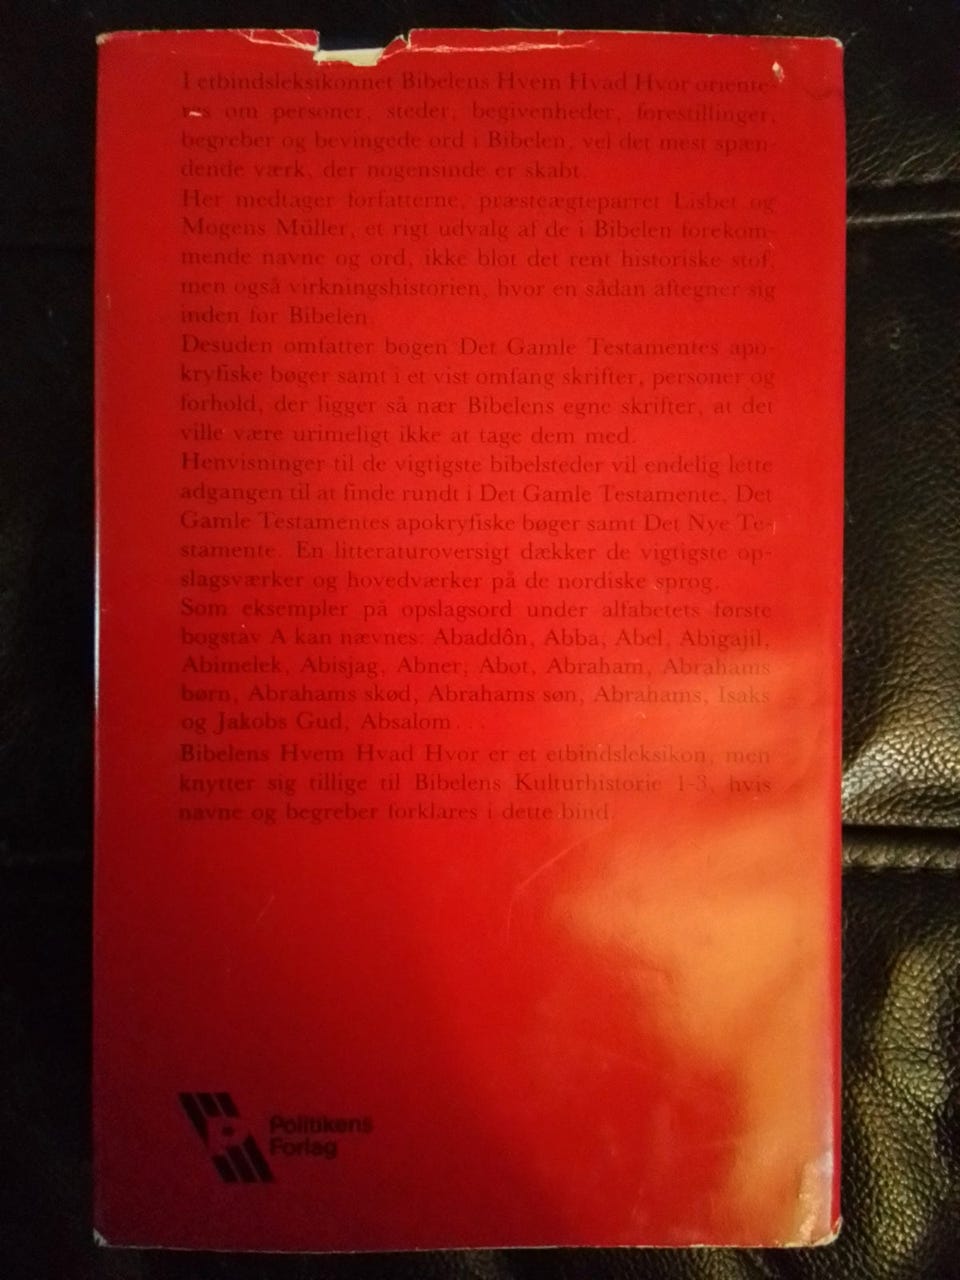 I etbindsleksikonnet Bibelens Hvem Hvad Hvor oriente-
res om personer, steder, begivenheder, forestillinger,
begreber og bevingede ord i Bibelen, vel det mest spæn-
dende værk, der nogensinde er skabt.
Her medtager forfatterne, præsteægteparret Lisbet og
Mogens Müller, et rigt udvalg af de i Bibelen forekom-
mende navne og ord, ikke blot det rent historiske stof,
men også virkningshistorien, hvor en sådan aftegner sig
inden for Bibelen.
Desuden omfatter bogen Det Gamle Testamentes apo-
kryfiske bøger samt i et vist omfang skrifter, personer og
forhold, der ligger så nær Bibelens egne skrifter, at det
ville være urimeligt ikke at tage dem med.
Henvisninger til de vigtigste bibelsteder vil endelig lette
adgangen til at finde rundt i Det Gamle Testamente, Det
Gamle Testamentes apokryfiske bøger samt Det Nye Te-
stamente. En litteraturoversigt dækker de vigtigste op-
slagsværker og hovedværker på de nordiske sprog.
Som eksempler på opslagsord under alfabetets første
bogstav A kan nævnes: Abaddôn, Abba, Abel, Abigajil,
Abimelek, Abisjag, Abner, Abot, Abraham, Abrahams
børn, Abrahams skød, Abrahams søn, Abrahams, Isaks
og Jakobs Gud, Absalom...
Bibelens Hvem Hvad Hvor er et etbindsleksikon, men
knytter sig tillige til Bibelens Kulturhistorie 1-3, hvis
navne og begreber forklares i dette bind.
Politikens
Forlag